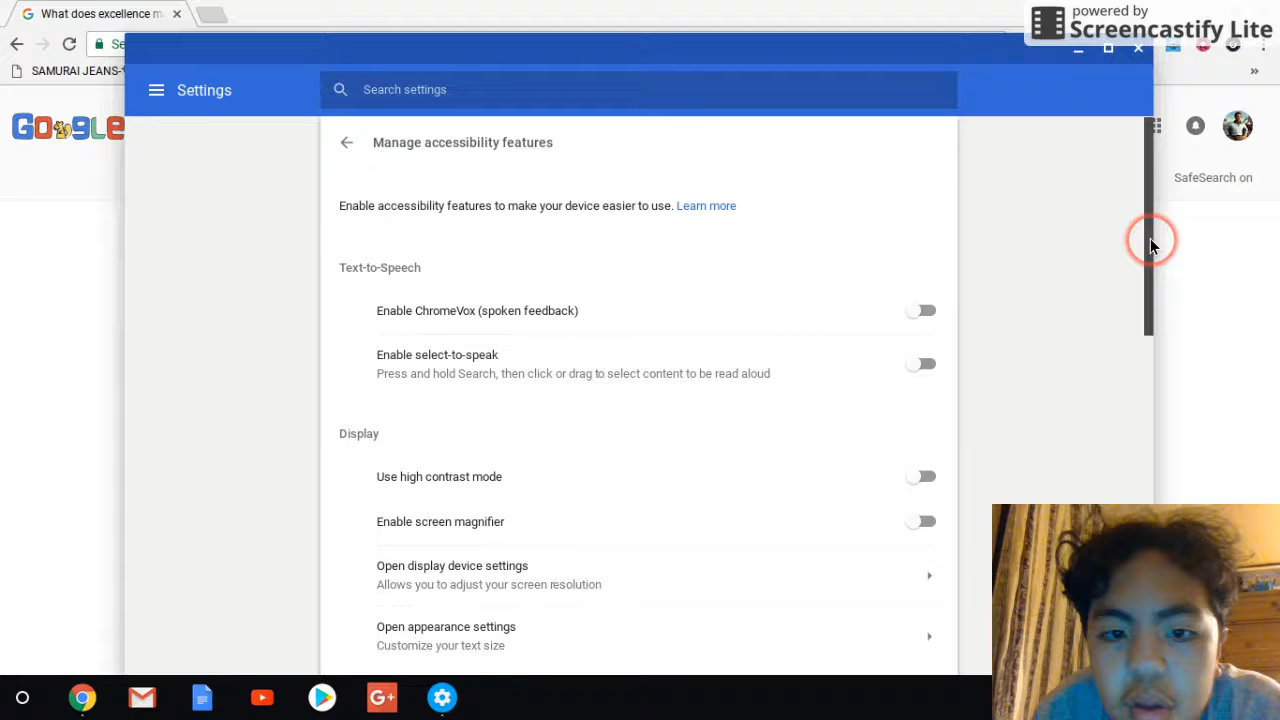 What does excellence m
powered by
Screencastify Lite
Se
SAMURAI JEANS-
Settings
Search settings
Google
SafeSearch on
Manage accessibility features
Enable accessibility features to make your device easier to use. Learn more
Text-to-Speech
Enable ChromeVox (spoken feedback)
Enable select-to-speak
Press and hold Search, then click or drag to select content to be read aloud
Display
Use high contrast mode
Enable screen magnifier
Open display device settings
Allows you to adjust your screen resolution
Open appearance settings
Customize your text size